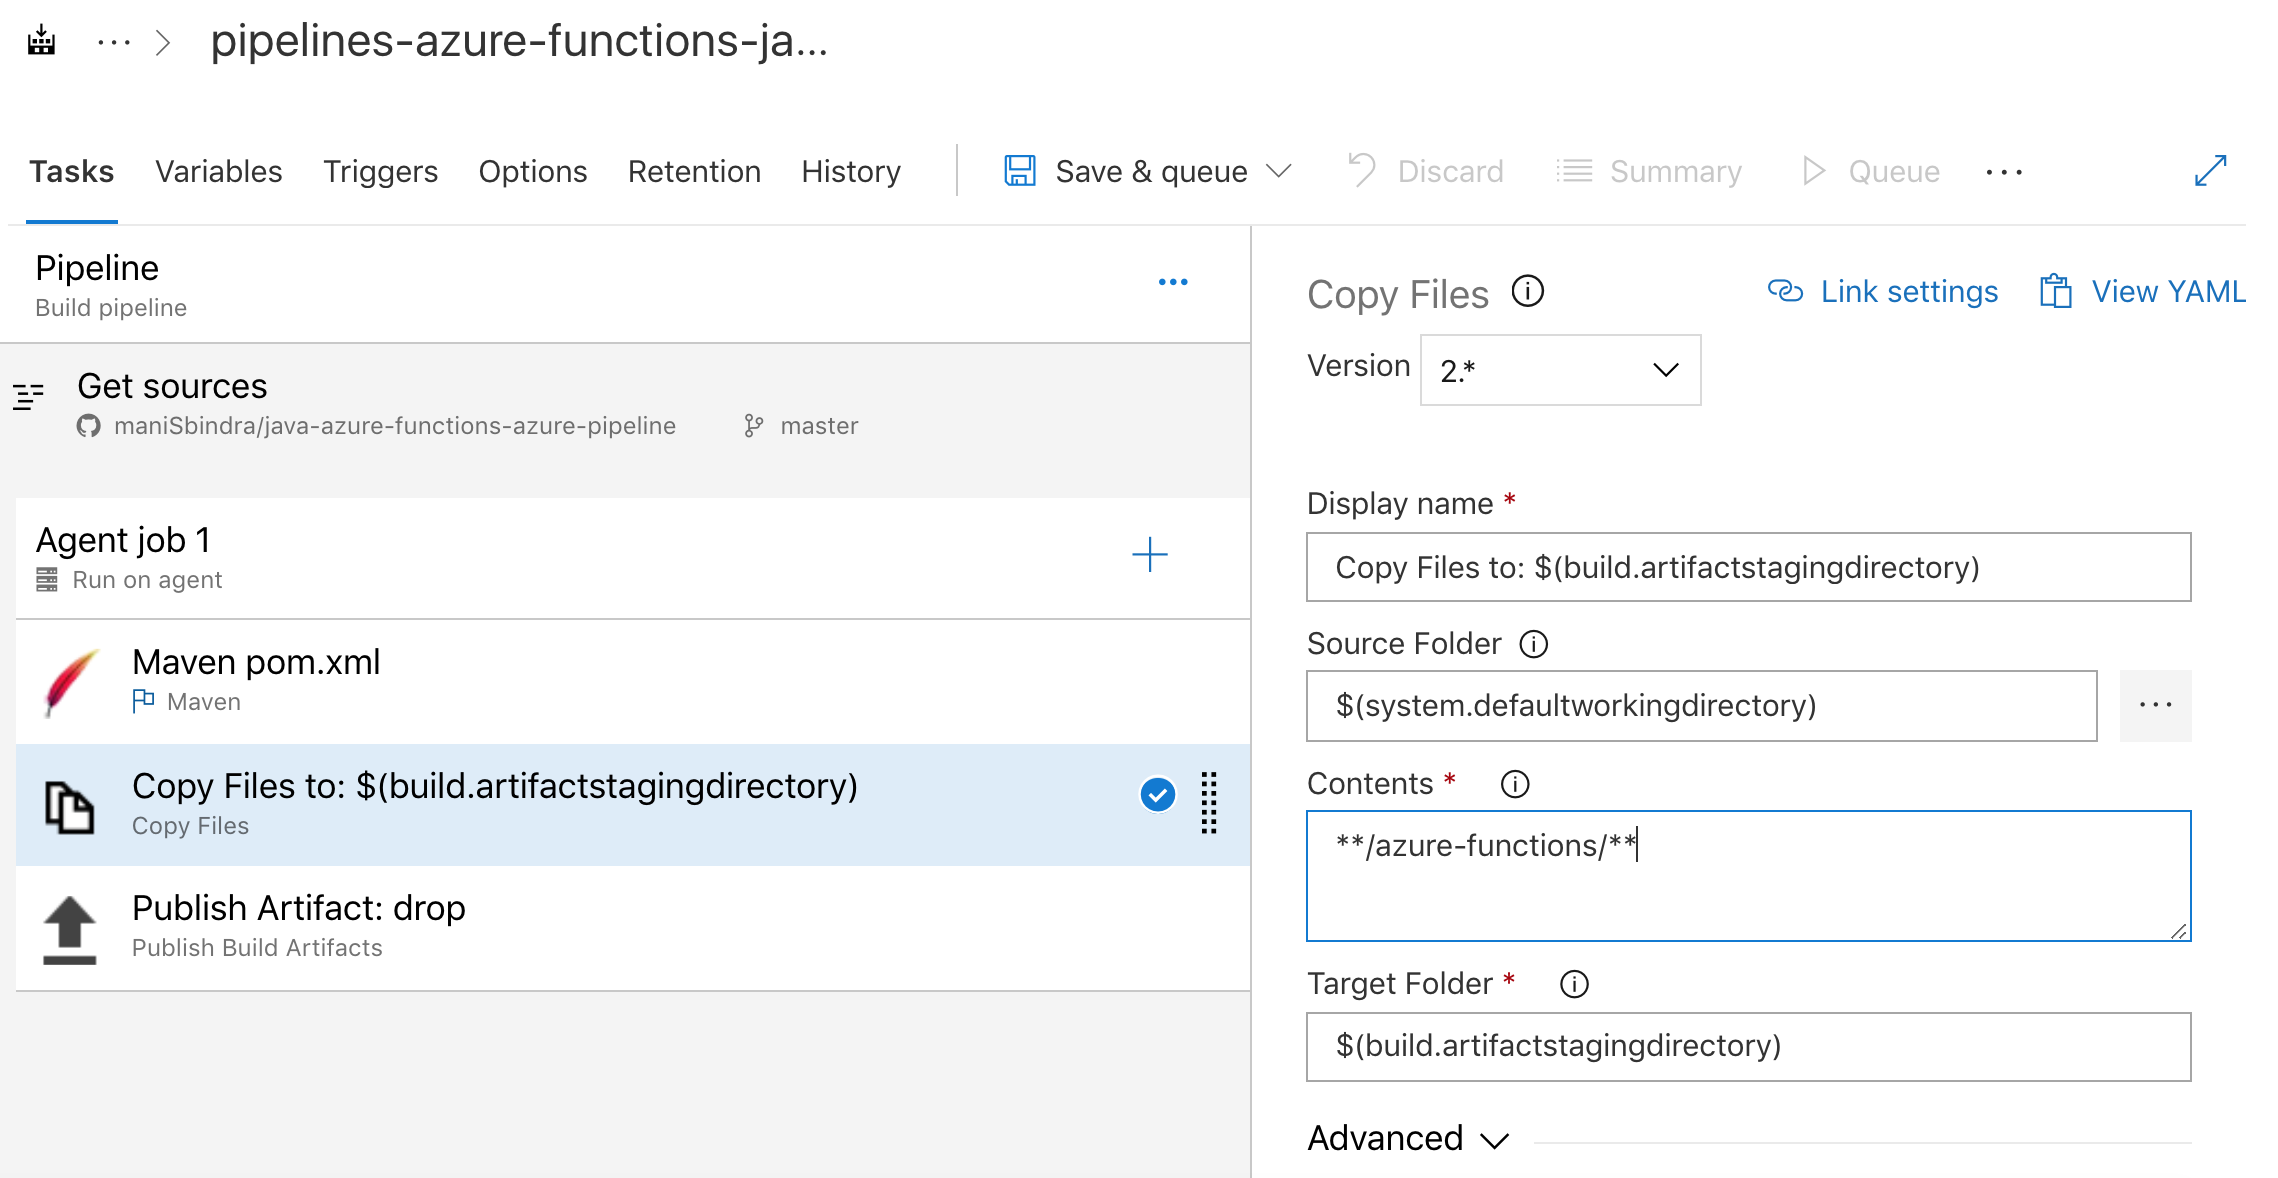 pipelines-azure-functions-ja...
Tasks Variables Triggers Options Retention History Save & queue Discard Summary Queue ...
Pipeline
Build pipeline
Get sources
maniSbindra/java-azure-functions-azure-pipeline master
Agent job 1
Run on agent
Maven pom.xml
Maven
Copy Files to: $(build.artifactstagingdirectory)
Copy Files
Publish Artifact: drop
Publish Build Artifacts
Copy Files Link settings View YAML
Version 2.*
Display name *
Copy Files to: $(build.artifactstagingdirectory)
Source Folder
$(system.defaultworkingdirectory)
Contents *
**/azure-functions/**
Target Folder *
$(build.artifactstagingdirectory)
Advanced